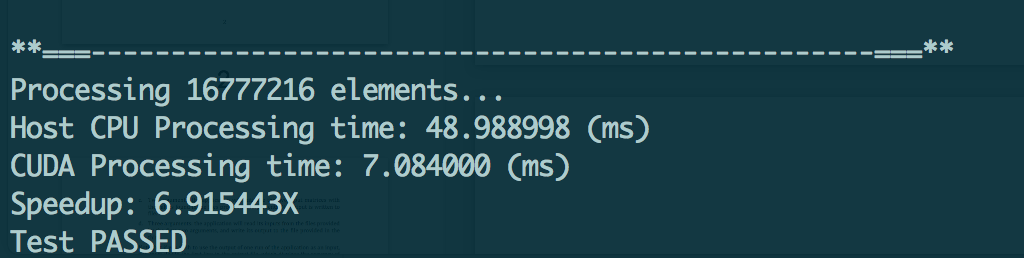 **===-------------------------------------------------===**
Processing 16777216 elements...
Host CPU Processing time: 48.988998 (ms)
CUDA Processing time: 7.084000 (ms)
Speedup: 6.915443X
Test PASSED